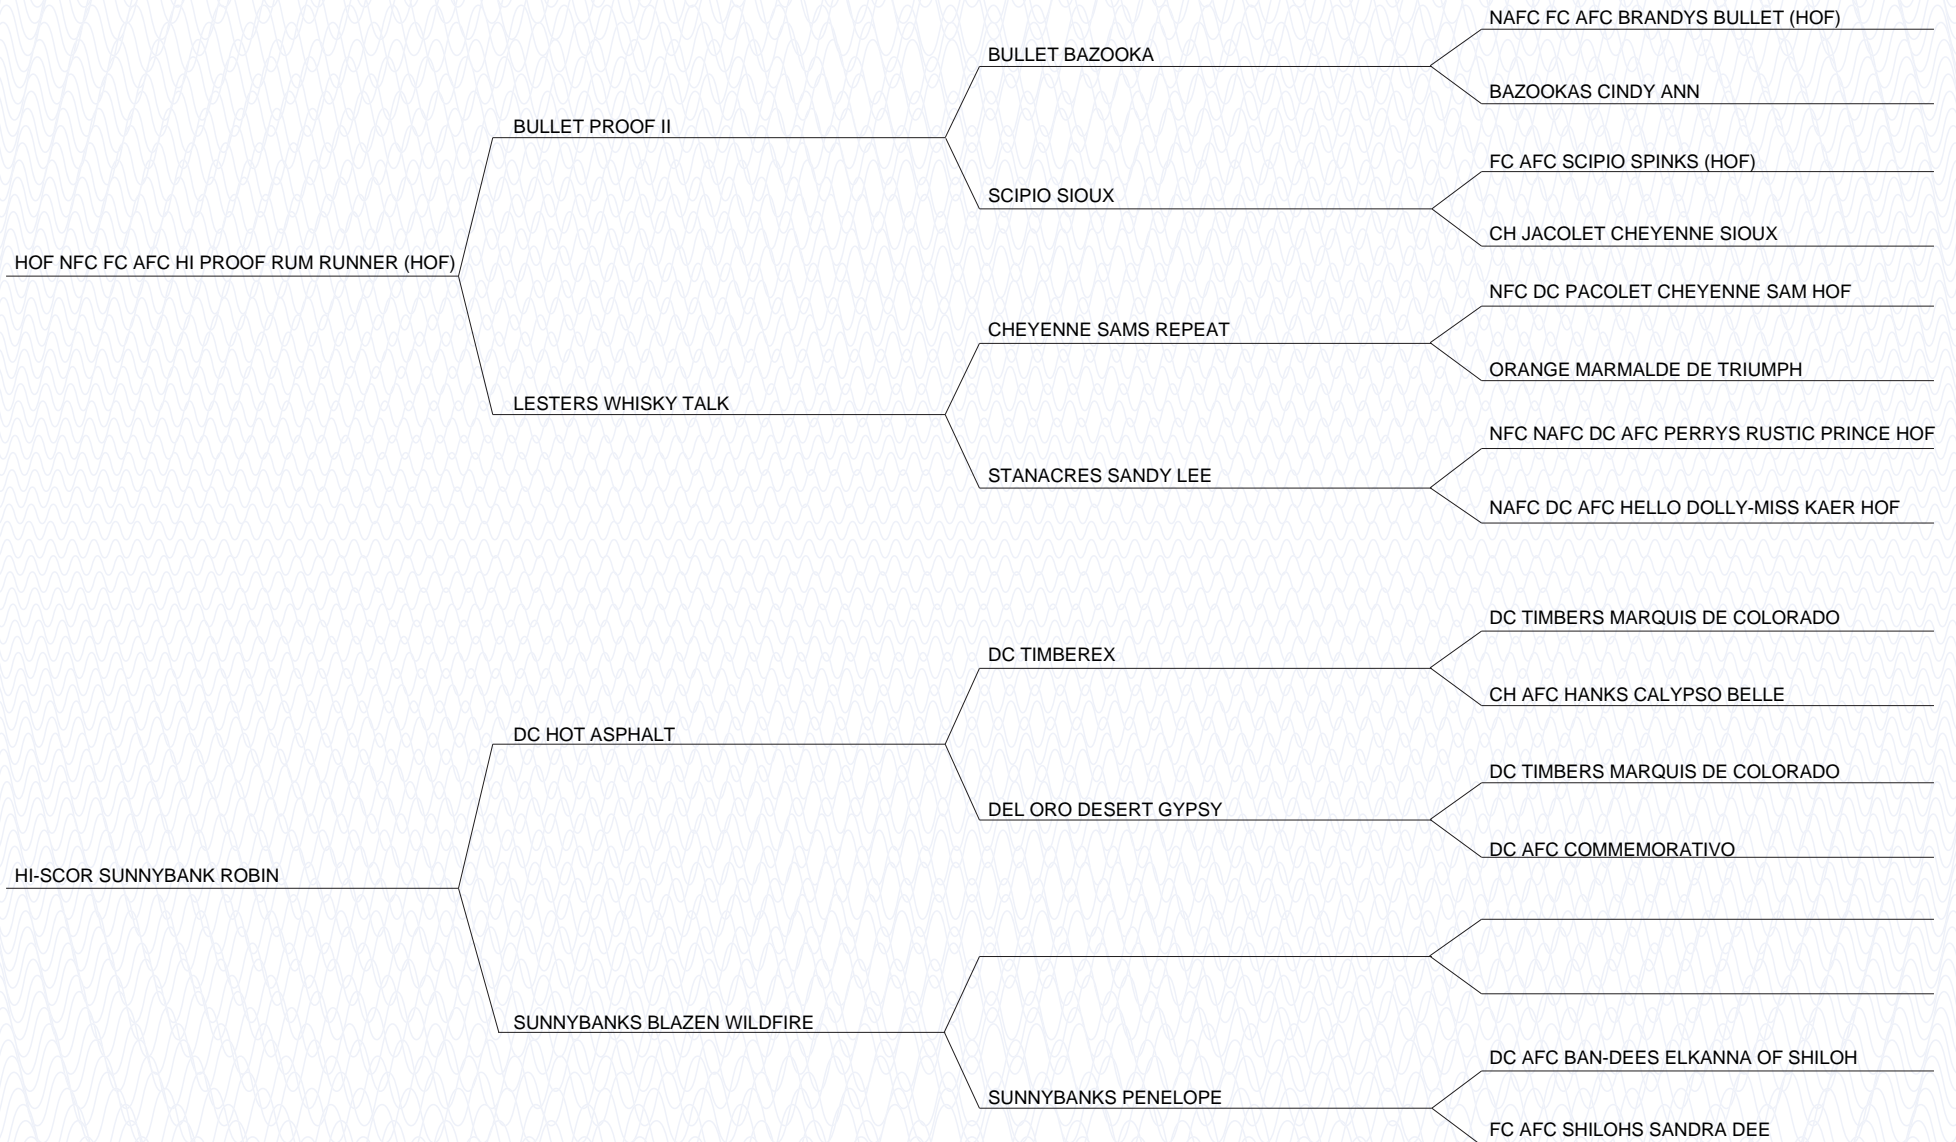 NAFC FC AFC BRANDYS BULLET (HOF)
BULLET BAZOOKA
BAZOOKAS CINDY ANN
BULLET PROOF II
FC AFC SCIPIO SPINKS (HOF)
SCIPIO SIOUX
CH JACOLET CHEYENNE SIOUX
HOF NFC FC AFC HI PROOF RUM RUNNER (HOF)
NFC DC PACOLET CHEYENNE SAM HOF
CHEYENNE SAMS REPEAT
ORANGE MARMALDE DE TRIUMPH
LESTERS WHISKY TALK
NFC NAFC DC AFC PERRYS RUSTIC PRINCE HOF
STANACRES SANDY LEE
NAFC DC AFC HELLO DOLLY-MISS KAER HOF
DC TIMBERS MARQUIS DE COLORADO
DC TIMBEREX
CH AFC HANKS CALYPSO BELLE
DC HOT ASPHALT
DC TIMBERS MARQUIS DE COLORADO
DEL ORO DESERT GYPSY
DC AFC COMMEMORATIVO
HI-SCOR SUNNYBANK ROBIN
SUNNYBANKS BLAZEN WILDFIRE
DC AFC BAN-DEES ELKANNA OF SHILOH
SUNNYBANKS PENELOPE
FC AFC SHILOHS SANDRA DEE